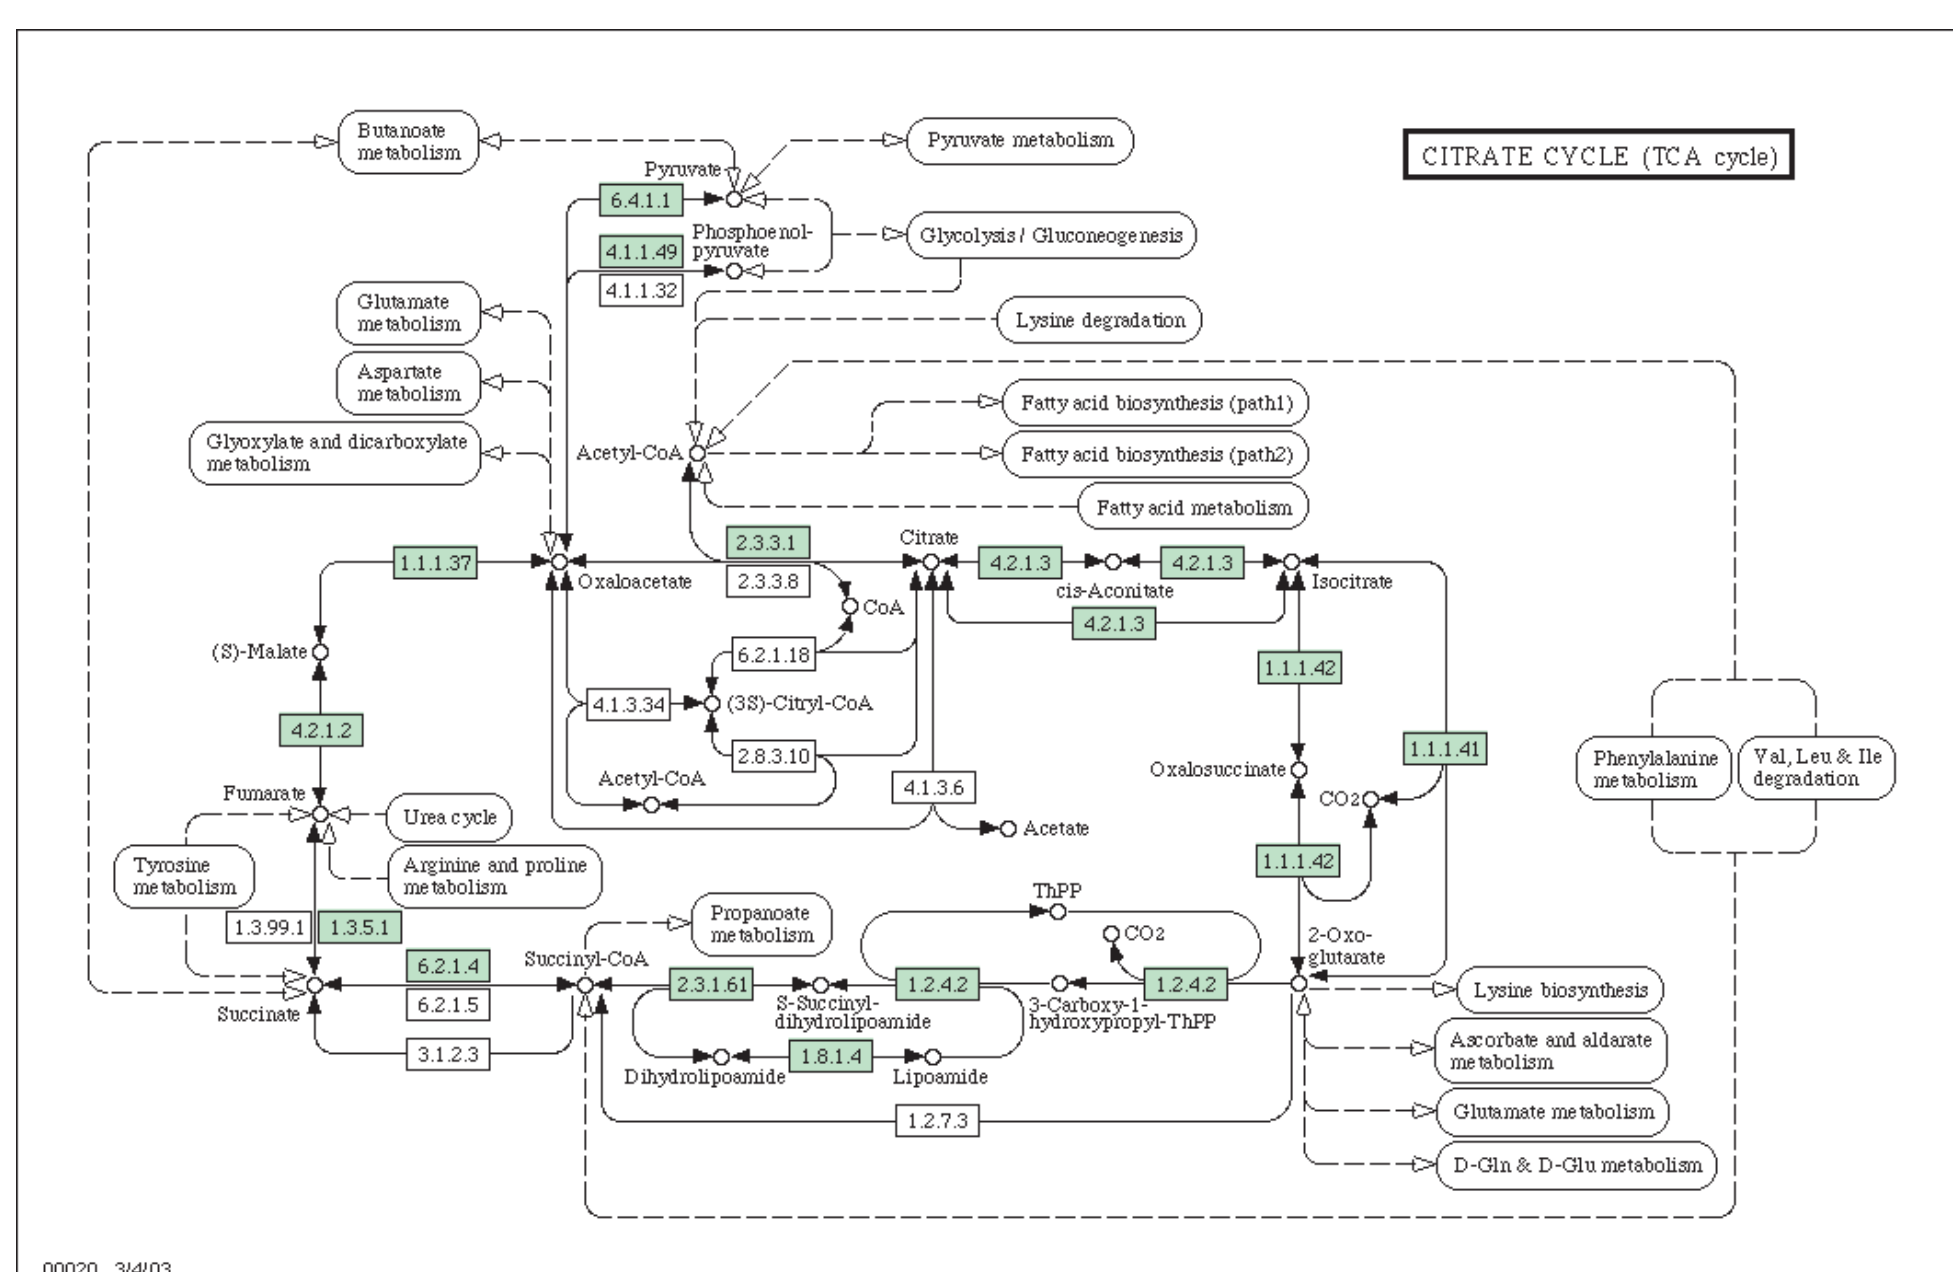 Butanoate
metabolism
Pyruvate metabolism
CITRATE CYCLE (TCA cycle)
Pyruvate
6.4.1.1
Phosphoenol-
pyruvate
4.1.1.49
4.1.1.32
Glycolysis / Gluconeogenesis
Glutamate
metabolism
Lysine degradation
Aspartate
metabolism
Fatty acid biosynthesis (path1)
Glyoxylate and dicarboxylate
metabolism
Acetyl-CoA
Fatty acid biosynthesis (path2)
Fatty acid metabolism
1.1.1.37
Oxaloacetate
2.3.3.1
2.3.3.8
Citrate
4.2.1.3
cis-Aconitate
4.2.1.3
Isocitrate
CoA
4.2.1.3
(S)-Malate
6.2.1.18
1.1.1.42
4.1.3.34
(3S)-Citryl-CoA
4.2.1.2
2.8.3.10
1.1.1.41
Phenylalanine
metabolism
Val, Leu & Ile
degradation
Oxalosuccinate
Acetyl-CoA
4.1.3.6
CO2
Fumarate
Urea cycle
Acetate
Tyrosine
metabolism
Arginine and proline
metabolism
1.1.1.42
1.3.99.1
1.3.5.1
Propanoate
metabolism
ThPP
CO2
2-Oxo-
glutarate
6.2.1.4
6.2.1.5
Succinyl-CoA
2.3.1.61
S-Succinyl-
dihydrolipoamide
1.2.4.2
3-Carboxy-1-
hydroxypropyl-ThPP
1.2.4.2
Lysine biosynthesis
Succinate
3.1.2.3
Dihydrolipoamide
1.8.1.4
Lipoamide
Ascorbate and aldarate
metabolism
1.2.7.3
Glutamate metabolism
D-Gln & D-Glu metabolism
00020 3/4/03